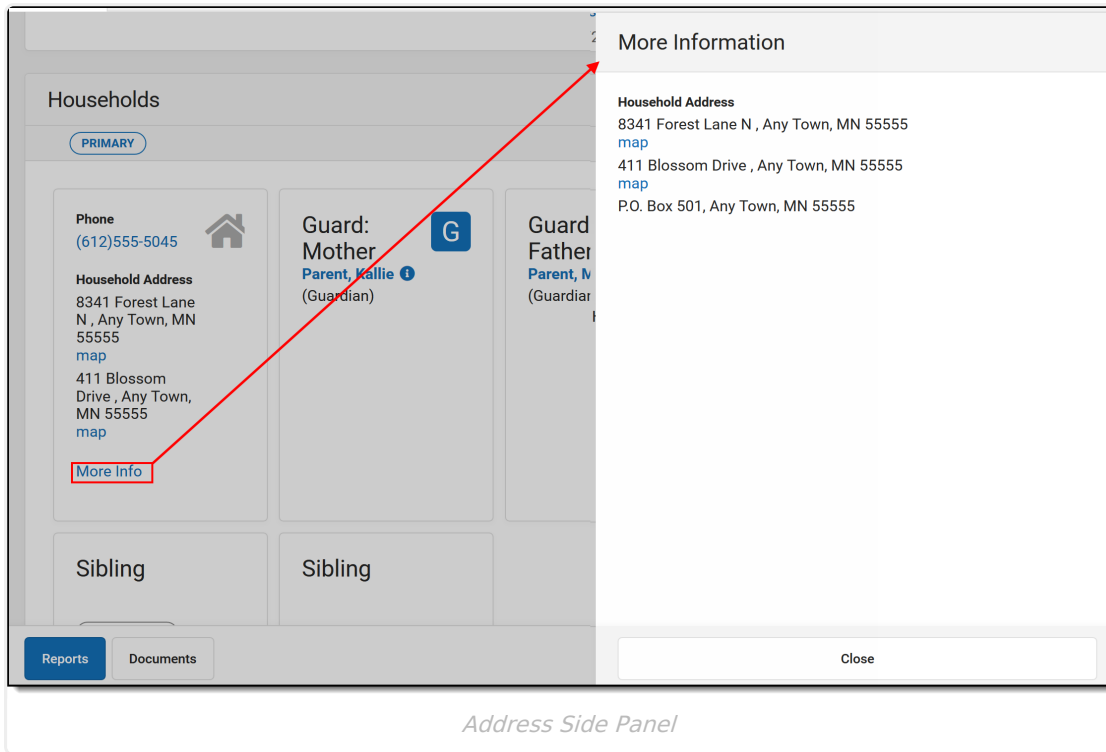 Households
PRIMARY
Phone
(612)555-5045
Household Address
8341 Forest Lane
N , Any Town, MN
55555
map
411 Blossom
Drive , Any Town,
MN 55555
map
More Info
Guard:
Mother
G
Parent, Kallie
(Guardian)
Guard
Father
Parent,
(Guardian
Sibling
Sibling
Reports
Documents
More Information
Household Address
8341 Forest Lane N , Any Town, MN 55555
map
411 Blossom Drive , Any Town, MN 55555
map
P.O. Box 501, Any Town, MN 55555
Close
Address Side Panel